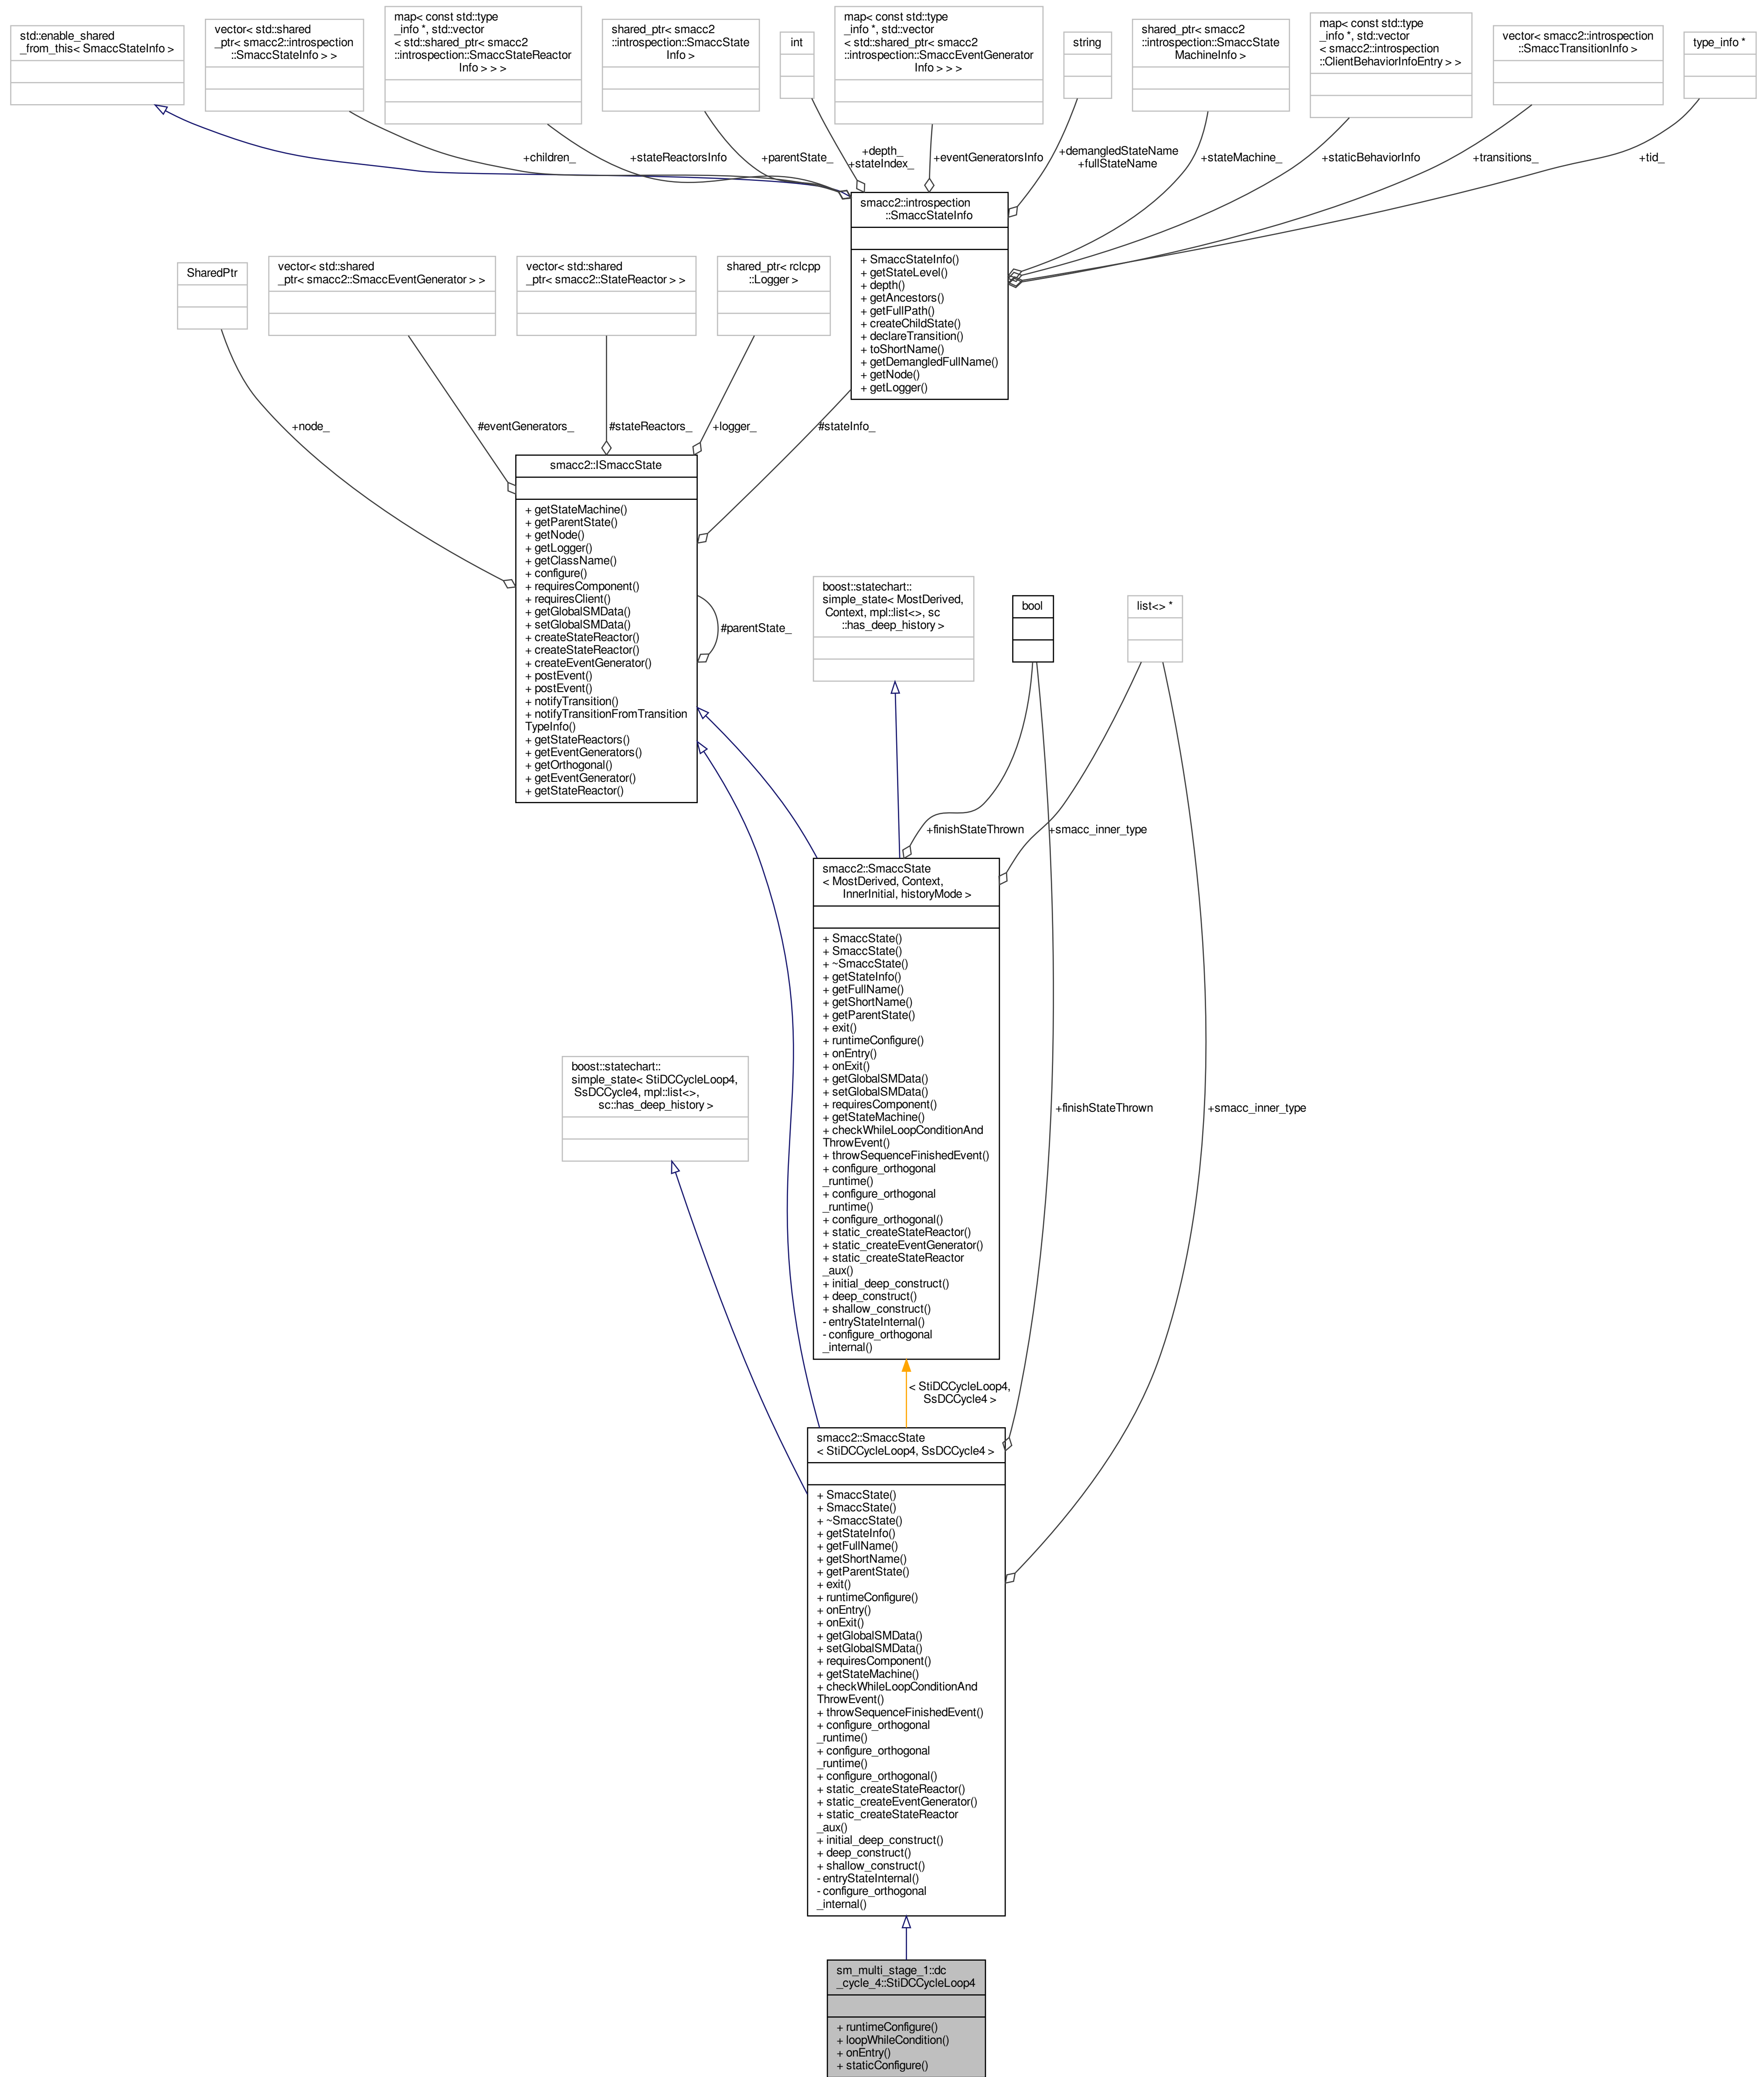 std::enable_shared
_from_this< SmaccStateInfo >
vector< std::shared
_ptr< smacc2::introspection
::SmaccStateInfo > >
map< const std::type
_info *, std::vector
< std::shared_ptr< smacc2
::introspection::SmaccStateReactor
Info > > >
shared_ptr< smacc2
::introspection::SmaccState
Info >
int
map< const std::type
_info *, std::vector
< std::shared_ptr< smacc2
::introspection::SmaccEventGenerator
Info > > >
string
shared_ptr< smacc2
::introspection::SmaccState
MachineInfo >
map< const std::type
_info *, std::vector
< smacc2::introspection
::ClientBehaviorInfoEntry > >
vector< smacc2::introspection
::SmaccTransitionInfo >
type_info *
+children_
+stateReactorsInfo
+parentState_
+depth_
+stateIndex_
+eventGeneratorsInfo
+demangledStateName
+fullStateName
+stateMachine_
+staticBehaviorInfo
+transitions_
+tid_
smacc2::introspection
::SmaccStateInfo
+ SmaccStateInfo()
+ getStateLevel()
+ depth()
+ getAncestors()
+ getFullPath()
+ createChildState()
+ declareTransition()
+ toShortName()
+ getDemangledFullName()
+ getNode()
+ getLogger()
SharedPtr
vector< std::shared
_ptr< smacc2::SmaccEventGenerator > >
vector< std::shared
_ptr< smacc2::StateReactor > >
shared_ptr< rclcpp
::Logger >
+node_
#eventGenerators_
#stateReactors_
+logger_
#stateInfo_
smacc2::ISmaccState
+ getStateMachine()
+ getParentState()
+ getNode()
+ getLogger()
+ getClassName()
+ configure()
+ requiresComponent()
+ requiresClient()
+ getGlobalSMData()
+ setGlobalSMData()
+ createStateReactor()
+ createStateReactor()
+ createEventGenerator()
+ postEvent()
+ postEvent()
+ notifyTransition()
+ notifyTransitionFromTransition
TypeInfo()
+ getStateReactors()
+ getEventGenerators()
+ getOrthogonal()
+ getEventGenerator()
+ getStateReactor()
#parentState_
boost::statechart::
simple_state< MostDerived,
Context, mpl::list<>, sc
::has_deep_history >
bool
list<> *
+finishStateThrown
+smacc_inner_type
smacc2::SmaccState
< MostDerived, Context,
InnerInitial, historyMode >
+ SmaccState()
+ SmaccState()
+ ~SmaccState()
+ getStateInfo()
+ getFullName()
+ getShortName()
+ getParentState()
+ exit()
+ runtimeConfigure()
+ onEntry()
+ onExit()
+ getGlobalSMData()
+ setGlobalSMData()
+ requiresComponent()
+ getStateMachine()
+ checkWhileLoopConditionAnd
ThrowEvent()
+ throwSequenceFinishedEvent()
+ configure_orthogonal
_runtime()
+ configure_orthogonal
_runtime()
+ configure_orthogonal()
+ static_createStateReactor()
+ static_createEventGenerator()
+ static_createStateReactor
_aux()
+ initial_deep_construct()
+ deep_construct()
+ shallow_construct()
- entryStateInternal()
- configure_orthogonal
_internal()
boost::statechart::
simple_state< StiDCCycleLoop4,
SsDCCycle4, mpl::list<>,
sc::has_deep_history >
+finishStateThrown
+smacc_inner_type
< StiDCCycleLoop4,
SsDCCycle4 >
smacc2::SmaccState
< StiDCCycleLoop4, SsDCCycle4 >
+ SmaccState()
+ SmaccState()
+ ~SmaccState()
+ getStateInfo()
+ getFullName()
+ getShortName()
+ getParentState()
+ exit()
+ runtimeConfigure()
+ onEntry()
+ onExit()
+ getGlobalSMData()
+ setGlobalSMData()
+ requiresComponent()
+ getStateMachine()
+ checkWhileLoopConditionAnd
ThrowEvent()
+ throwSequenceFinishedEvent()
+ configure_orthogonal
_runtime()
+ configure_orthogonal
_runtime()
+ configure_orthogonal()
+ static_createStateReactor()
+ static_createEventGenerator()
+ static_createStateReactor
_aux()
+ initial_deep_construct()
+ deep_construct()
+ shallow_construct()
- entryStateInternal()
- configure_orthogonal
_internal()
sm_multi_stage_1::dc
_cycle_4::StiDCCycleLoop4
+ runtimeConfigure()
+ loopWhileCondition()
+ onEntry()
+ staticConfigure()